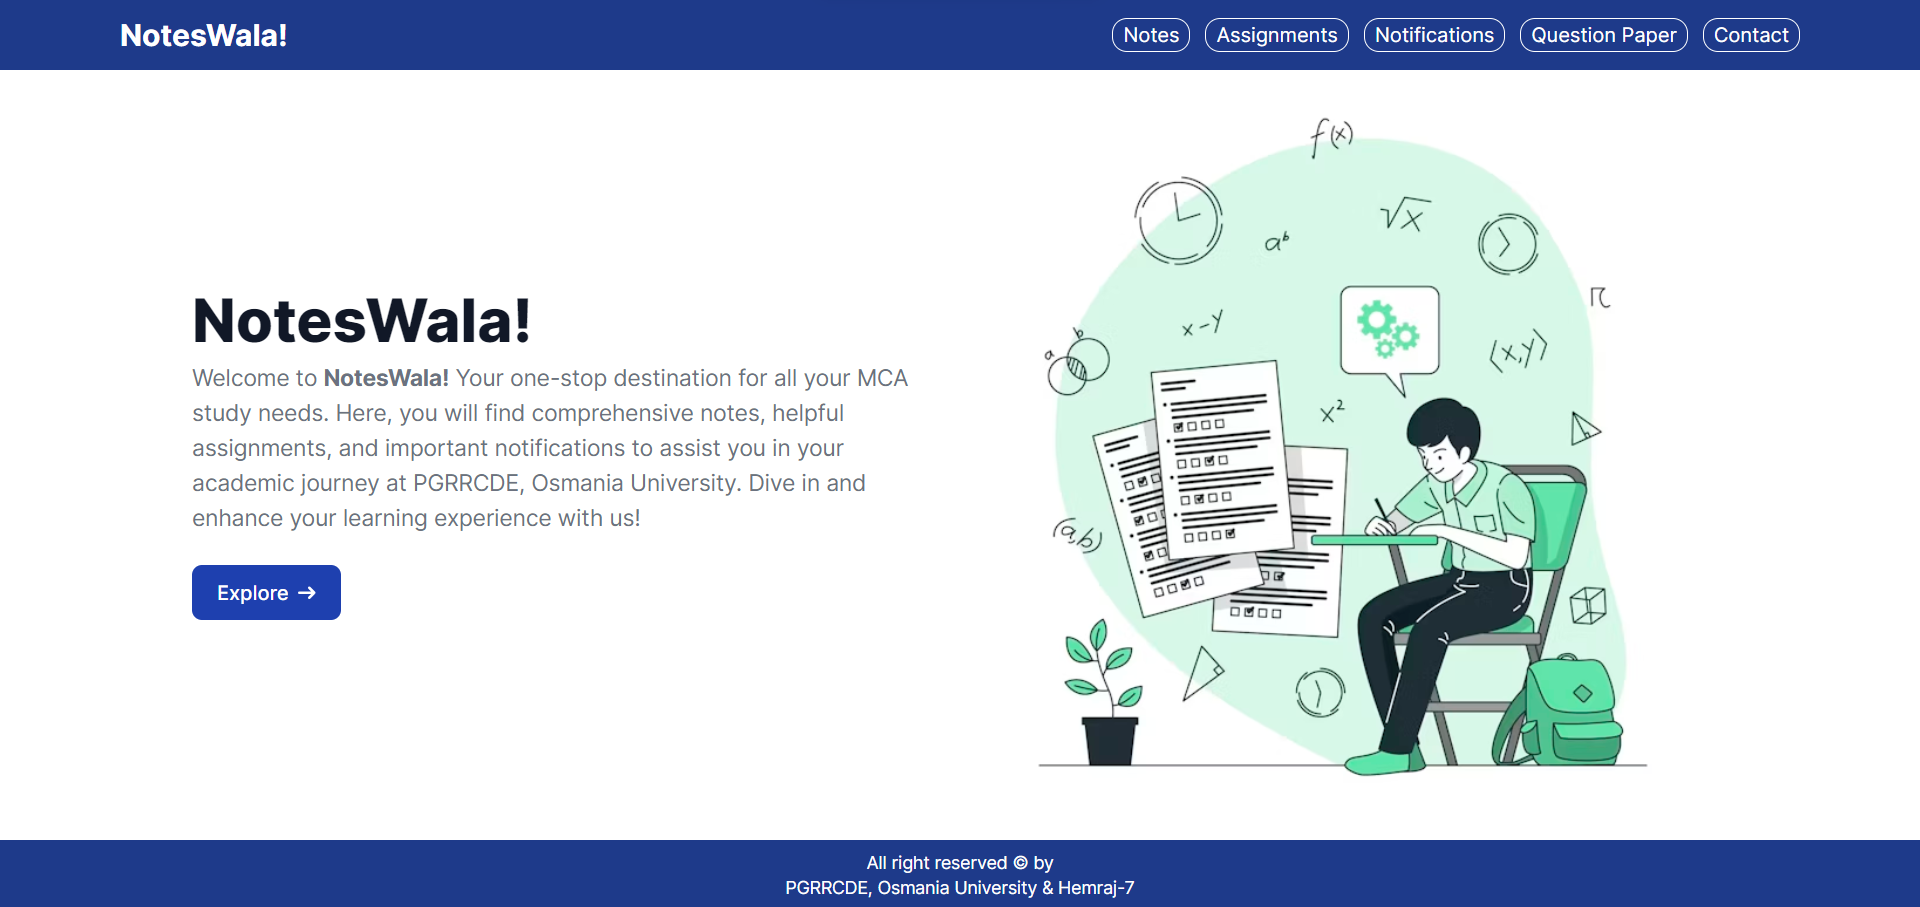 NotesWala!
Notes Assignments Notifications Question Paper Contact
NotesWala!
Welcome to NotesWala! Your one-stop destination for all your MCA
study needs. Here, you will find comprehensive notes, helpful
assignments, and important notifications to assist you in your
academic journey at PGRRCDE, Osmania University. Dive in and
enhance your learning experience with us!
Explore →
f(x)
√x
aᵇ
π
x-y
(x,y)
b
a
x²
(a,b)
All right reserved © by
PGRRCDE, Osmania University & Hemraj-7